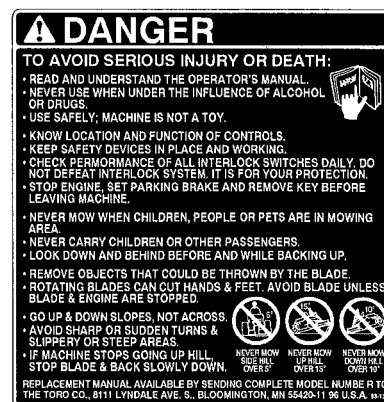 DANGER
TO AVOID SERIOUS INJURY OR DEATH:
• READ AND UNDERSTAND THE OPERATOR'S MANUAL.
• NEVER USE WHEN UNDER THE INFLUENCE OF ALCOHOL
OR DRUGS.
• USE SAFELY; MACHINE IS NOT A TOY.
• KNOW LOCATION AND FUNCTION OF CONTROLS.
• KEEP SAFETY DEVICES IN PLACE AND WORKING.
• CHECK PERMORMANCE OF ALL INTERLOCK SWITCHES DAILY. DO
NOT DEFEAT INTERLOCK SYSTEM. IT IS FOR YOUR PROTECTION.
• STOP ENGINE, SET PARKING BRAKE AND REMOVE KEY BEFORE
LEAVING MACHINE.
• NEVER MOW WHEN CHILDREN, PEOPLE OR PETS ARE IN MOWING
AREA.
• NEVER CARRY CHILDREN OR OTHER PASSENGERS.
• LOOK DOWN AND BEHIND BEFORE AND WHILE BACKING UP.
• REMOVE OBJECTS THAT COULD BE THROWN BY THE BLADE.
• ROTATING BLADES CAN CUT HANDS & FEET. AVOID BLADE UNLESS
BLADE & ENGINE ARE STOPPED.
• GO UP & DOWN SLOPES, NOT ACROSS.
• AVOID SHARP OR SUDDEN TURNS &
SLIPPERY OR STEEP AREAS.
• IF MACHINE STOPS GOING UP HILL,
STOP BLADE & BACK SLOWLY DOWN.
5°
15°
10°
NEVER MOW
SIDE HILL
OVER 5°
NEVER MOW
UP HILL
OVER 15°
NEVER MOW
DOWN HILL
OVER 10°
REPLACEMENT MANUAL AVAILABLE BY SENDING COMPLETE MODEL NUMBE R TO
THE TORO CO., 8111 LYNDALE AVE. S., BLOOMINGTON, MN 55420-11 96 U.S.A.